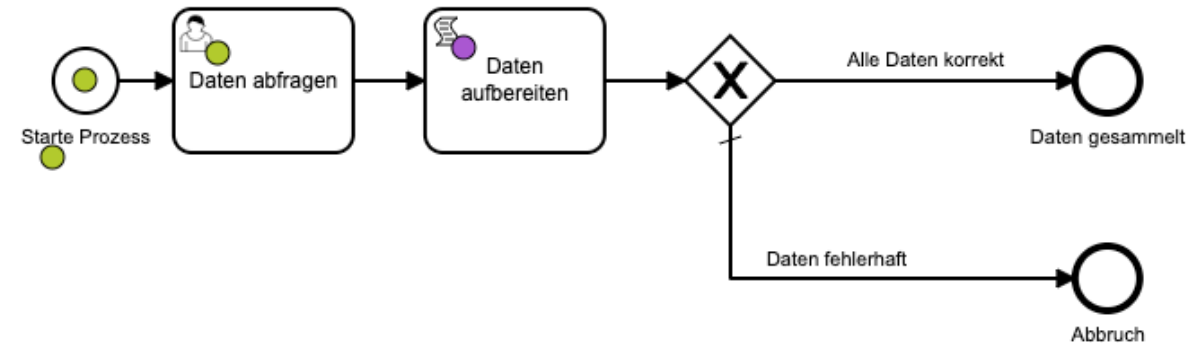 Starte Prozess
Daten abfragen
Daten
aufbereiten
X
Alle Daten korrekt
Daten gesammelt
Daten fehlerhaft
Abbruch